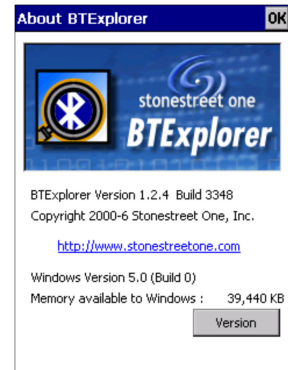 About BTExplorer OK
stonestreet one
BTExplorer
BTExplorer Version 1.2.4 Build 3348
Copyright 2000-6 Stonestreet One, Inc.
http://www.stonestreetone.com
Windows Version 5.0 (Build 0)
Memory available to Windows : 39,440 KB
Version